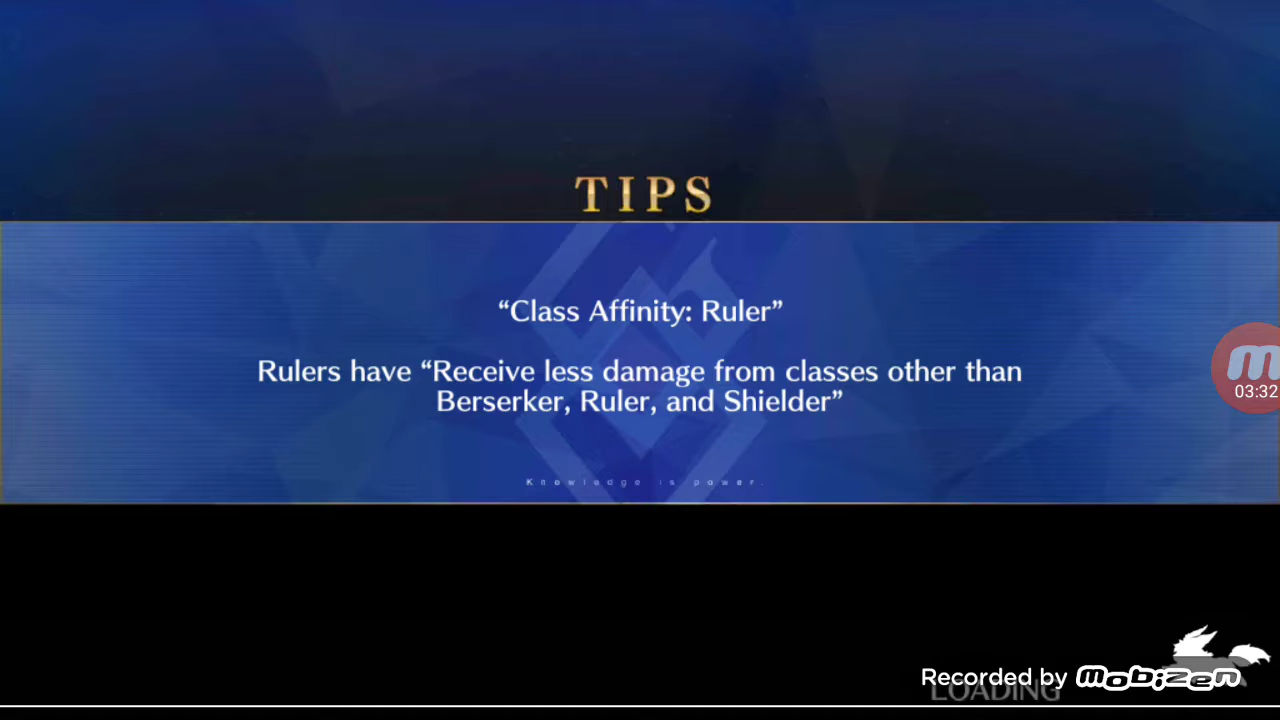 TIPS
“Class Affinity: Ruler”
Rulers have “Receive less damage from classes other than
Berserker, Ruler, and Shielder”
Knowledge is power.
03:32
Recorded by Mobizen
LOADING